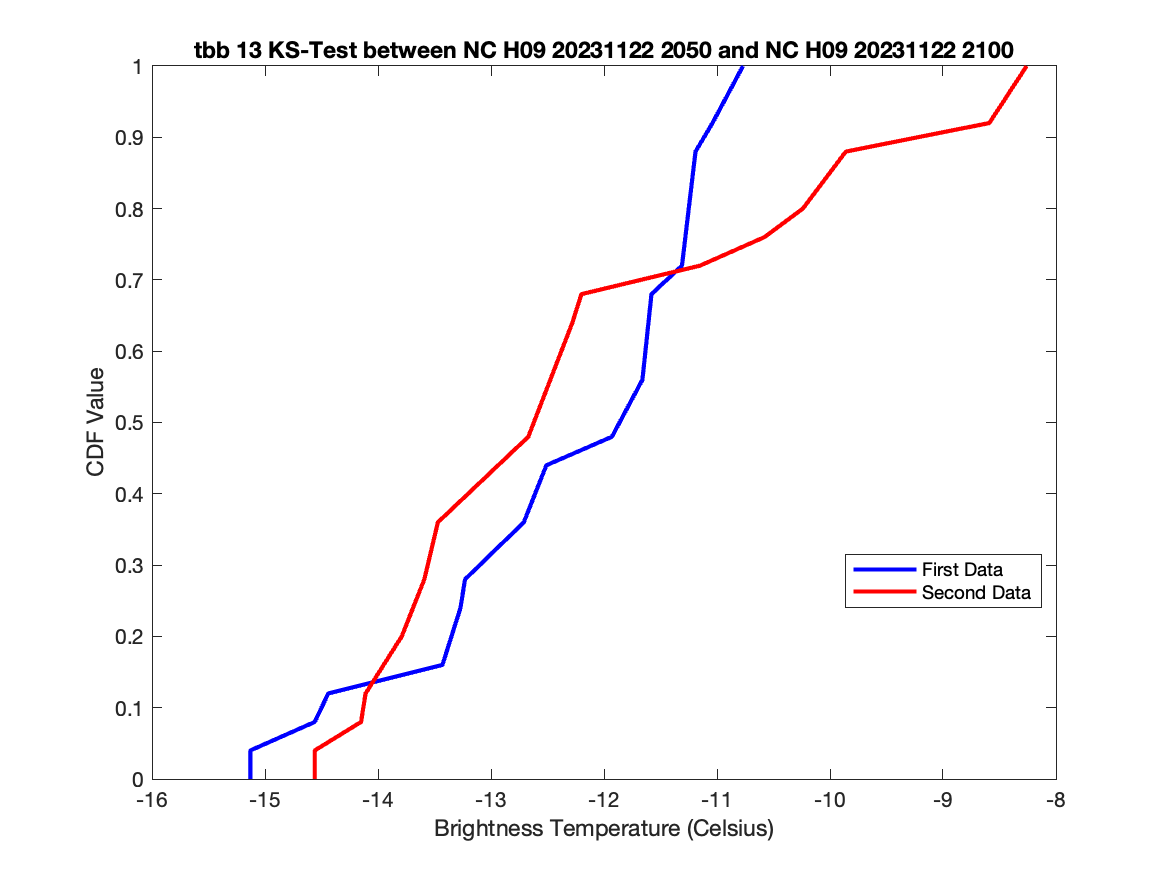 tbb 13 KS-Test between NC H09 20231122 2050 and NC H09 20231122 2100
1
0.9
0.8
0.7
0.6
0.5
0.4
0.3
0.2
0.1
0
CDF Value
First Data
Second Data
-16 -15 -14 -13 -12 -11 -10 -9 -8
Brightness Temperature (Celsius)